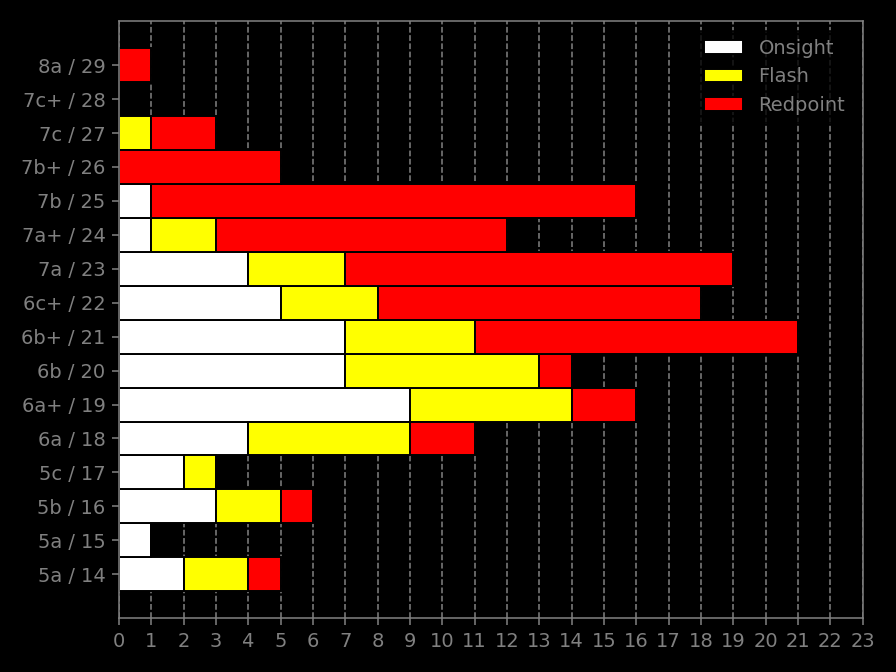 Onsight
Flash
Redpoint
8a / 29
7c+ / 28
7c / 27
7b+ / 26
7b / 25
7a+ / 24
7a / 23
6c+ / 22
6b+ / 21
6b / 20
6a+ / 19
6a / 18
5c / 17
5b / 16
5a / 15
5a / 14
0 1 2 3 4 5 6 7 8 9 10 11 12 13 14 15 16 17 18 19 20 21 22 23